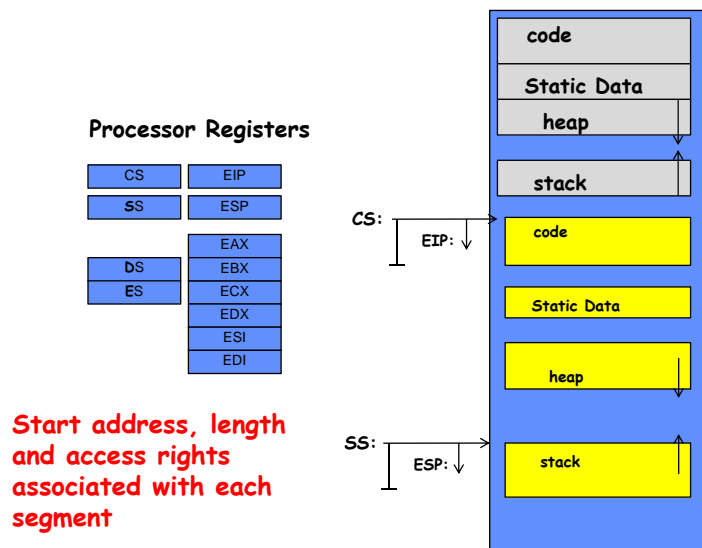 Processor Registers
CS
EIP
SS
ESP
EAX
DS
EBX
ES
ECX
EDX
ESI
EDI
Start address, length
and access rights
associated with each
segment
CS:
EIP:
SS:
ESP:
code
Static Data
heap
stack
code
Static Data
heap
stack